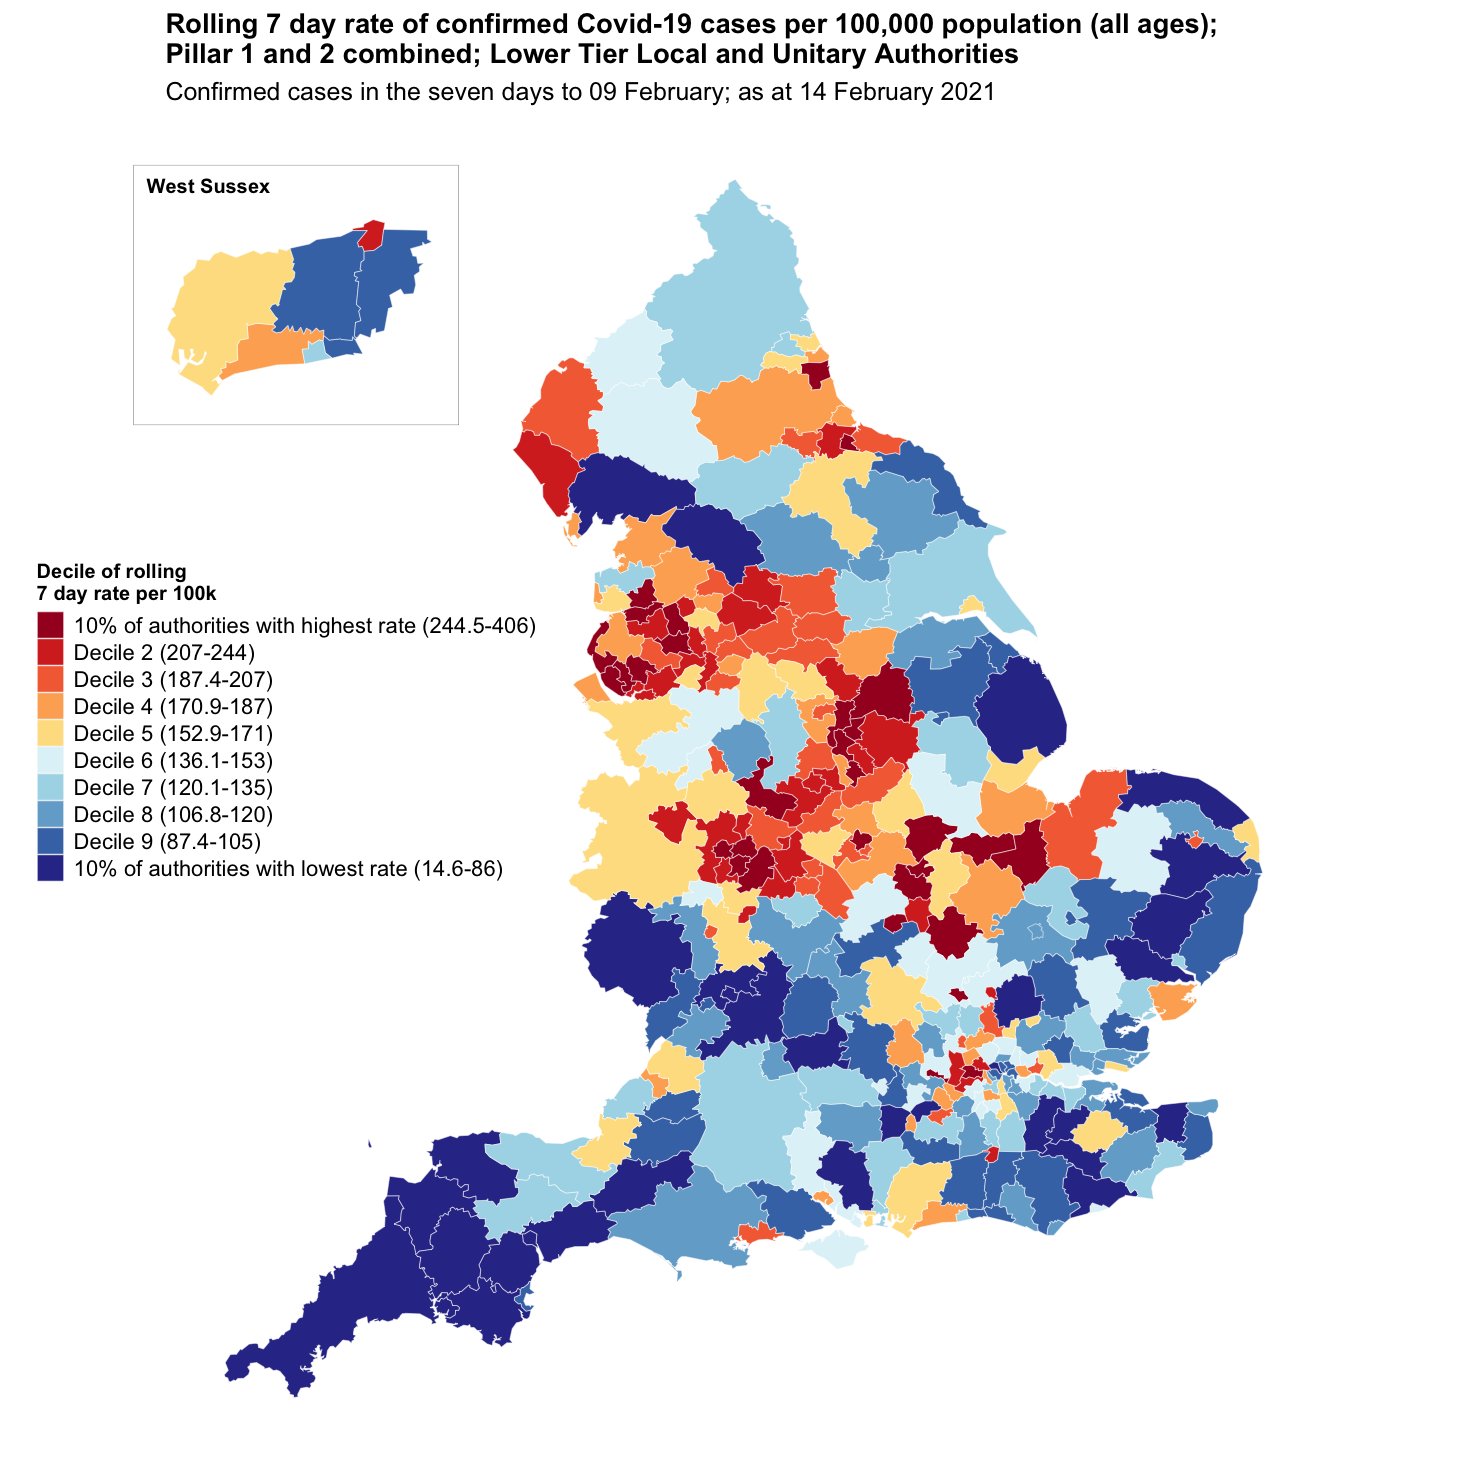 Rolling 7 day rate of confirmed Covid-19 cases per 100,000 population (all ages);
Pillar 1 and 2 combined; Lower Tier Local and Unitary Authorities
Confirmed cases in the seven days to 09 February; as at 14 February 2021
West Sussex
Decile of rolling
7 day rate per 100k
10% of authorities with highest rate (244.5-406)
Decile 2 (207-244)
Decile 3 (187.4-207)
Decile 4 (170.9-187)
Decile 5 (152.9-171)
Decile 6 (136.1-153)
Decile 7 (120.1-135)
Decile 8 (106.8-120)
Decile 9 (87.4-105)
10% of authorities with lowest rate (14.6-86)